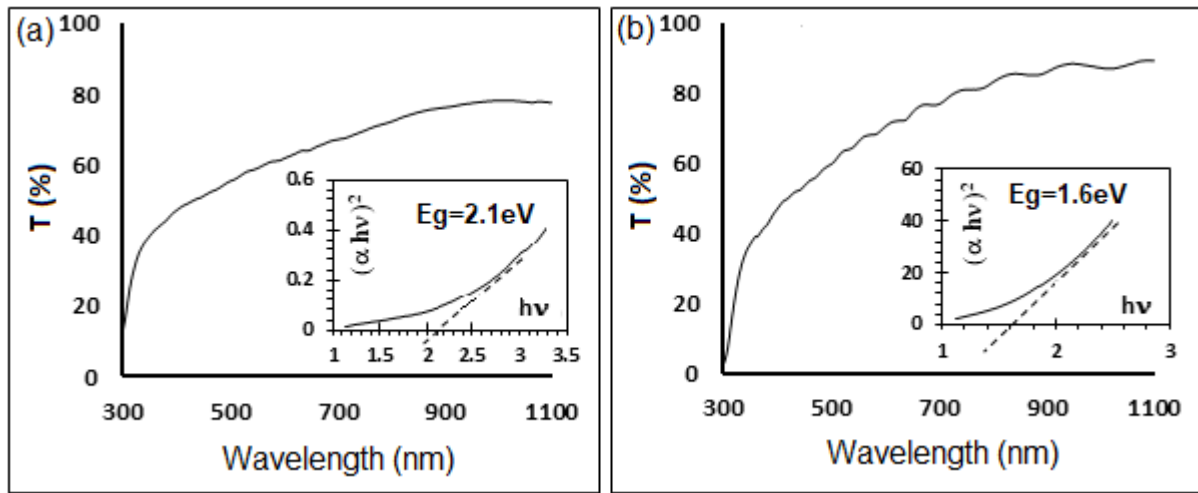 (a)
100
80
60
40
20
0
T (%)
300 500 700 900 1100
Wavelength (nm)
0.6
0.4
0.2
0
(α hν)²
Eg=2.1eV
hν
1 1.5 2 2.5 3 3.5
(b)
100
80
60
40
20
0
T (%)
300 500 700 900 1100
Wavelength (nm)
60
40
20
0
(α hν)²
Eg=1.6eV
hν
1 2 3